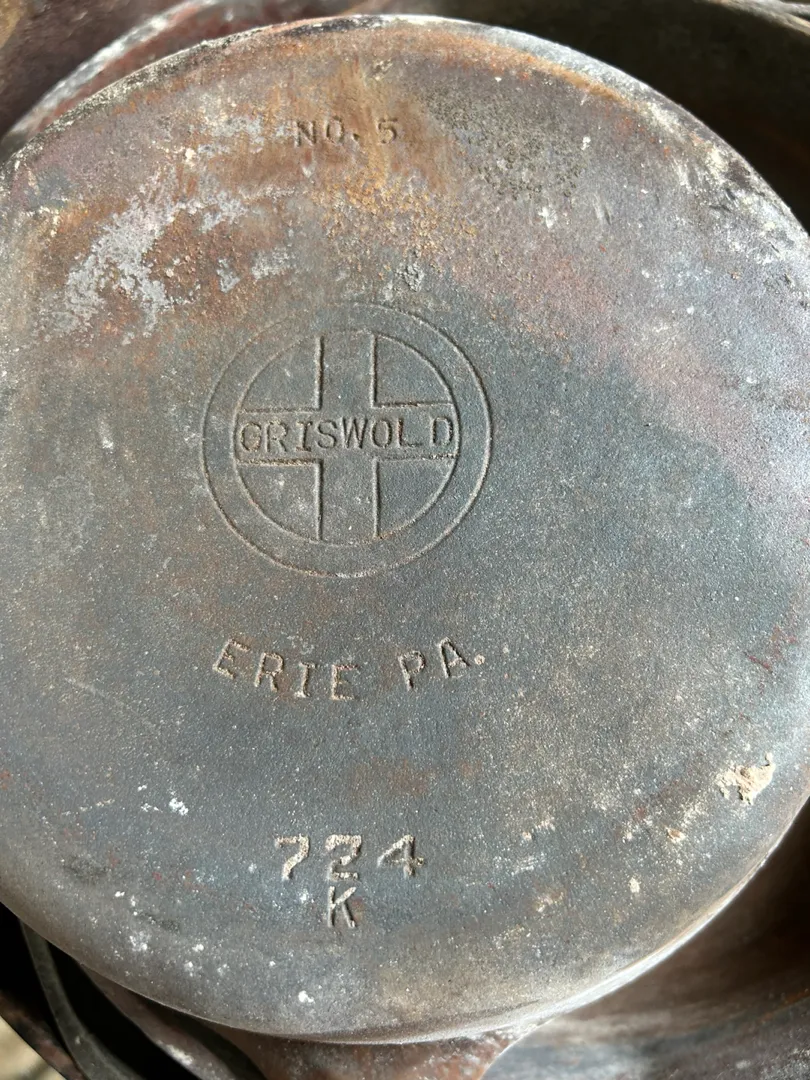 NO. 5
GRISWOLD
ERIE PA.
724
K